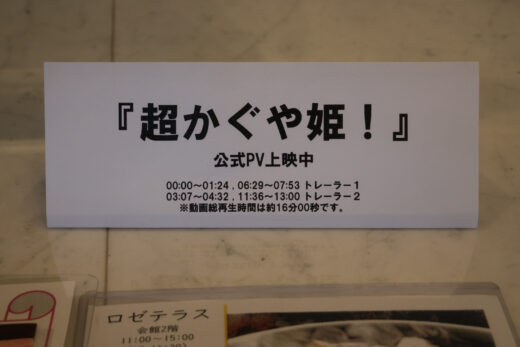 『超かぐや姫！』
公式PV上映中
00:00～01:24 , 06:29～07:53 トレーラー１
03:07～04:32 , 11:36～13:00 トレーラー２
※動画総再生時間は約16分00秒です。
ロゼテラス
会館2階
11:00～15:00